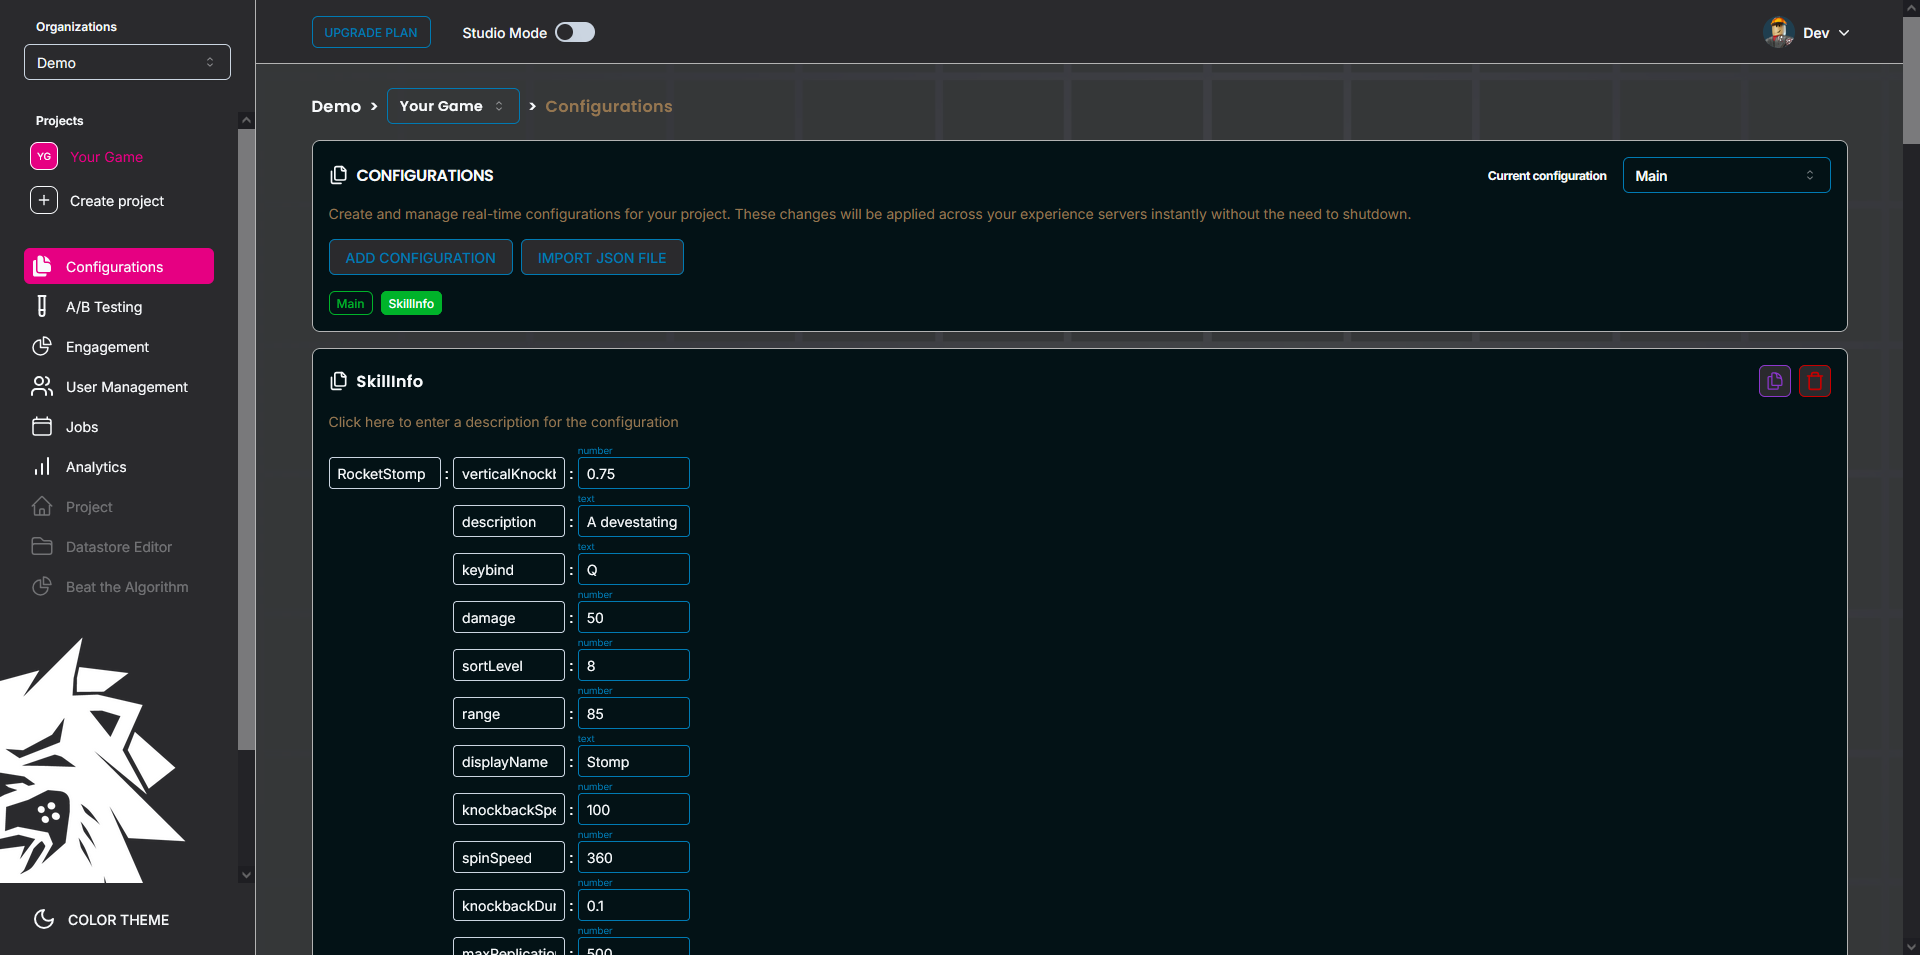 Organizations
Demo
Projects
YG Your Game
Create project
Configurations
A/B Testing
Engagement
User Management
Jobs
Analytics
Project
Datastore Editor
Beat the Algorithm
COLOR THEME
UPGRADE PLAN
Studio Mode
Dev
Demo > Your Game > Configurations
CONFIGURATIONS
Current configuration Main
Create and manage real-time configurations for your project. These changes will be applied across your experience servers instantly without the need to shutdown.
ADD CONFIGURATION IMPORT JSON FILE
Main SkillInfo
SkillInfo
Click here to enter a description for the configuration
number
RocketStomp : verticalKnockb : 0.75
text
description : A devestating
text
keybind : Q
number
damage : 50
number
sortLevel : 8
number
range : 85
text
displayName : Stomp
number
knockbackSpe : 100
number
spinSpeed : 360
number
knockbackDur : 0.1
number
maxReplication : 500